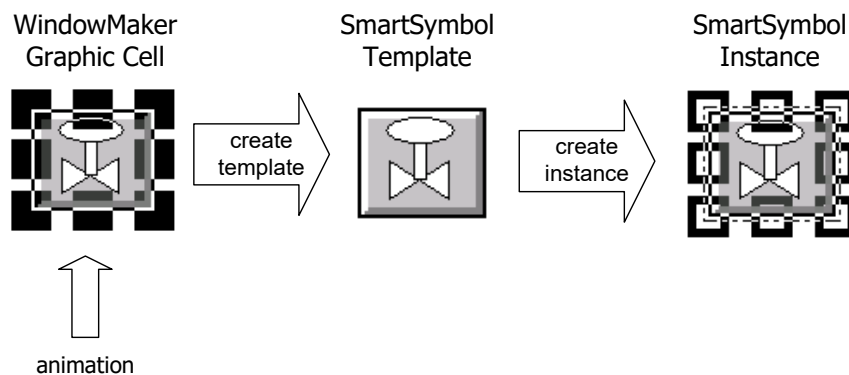 WindowMaker
Graphic Cell
SmartSymbol
Template
SmartSymbol
Instance
create
template
create
instance
animation